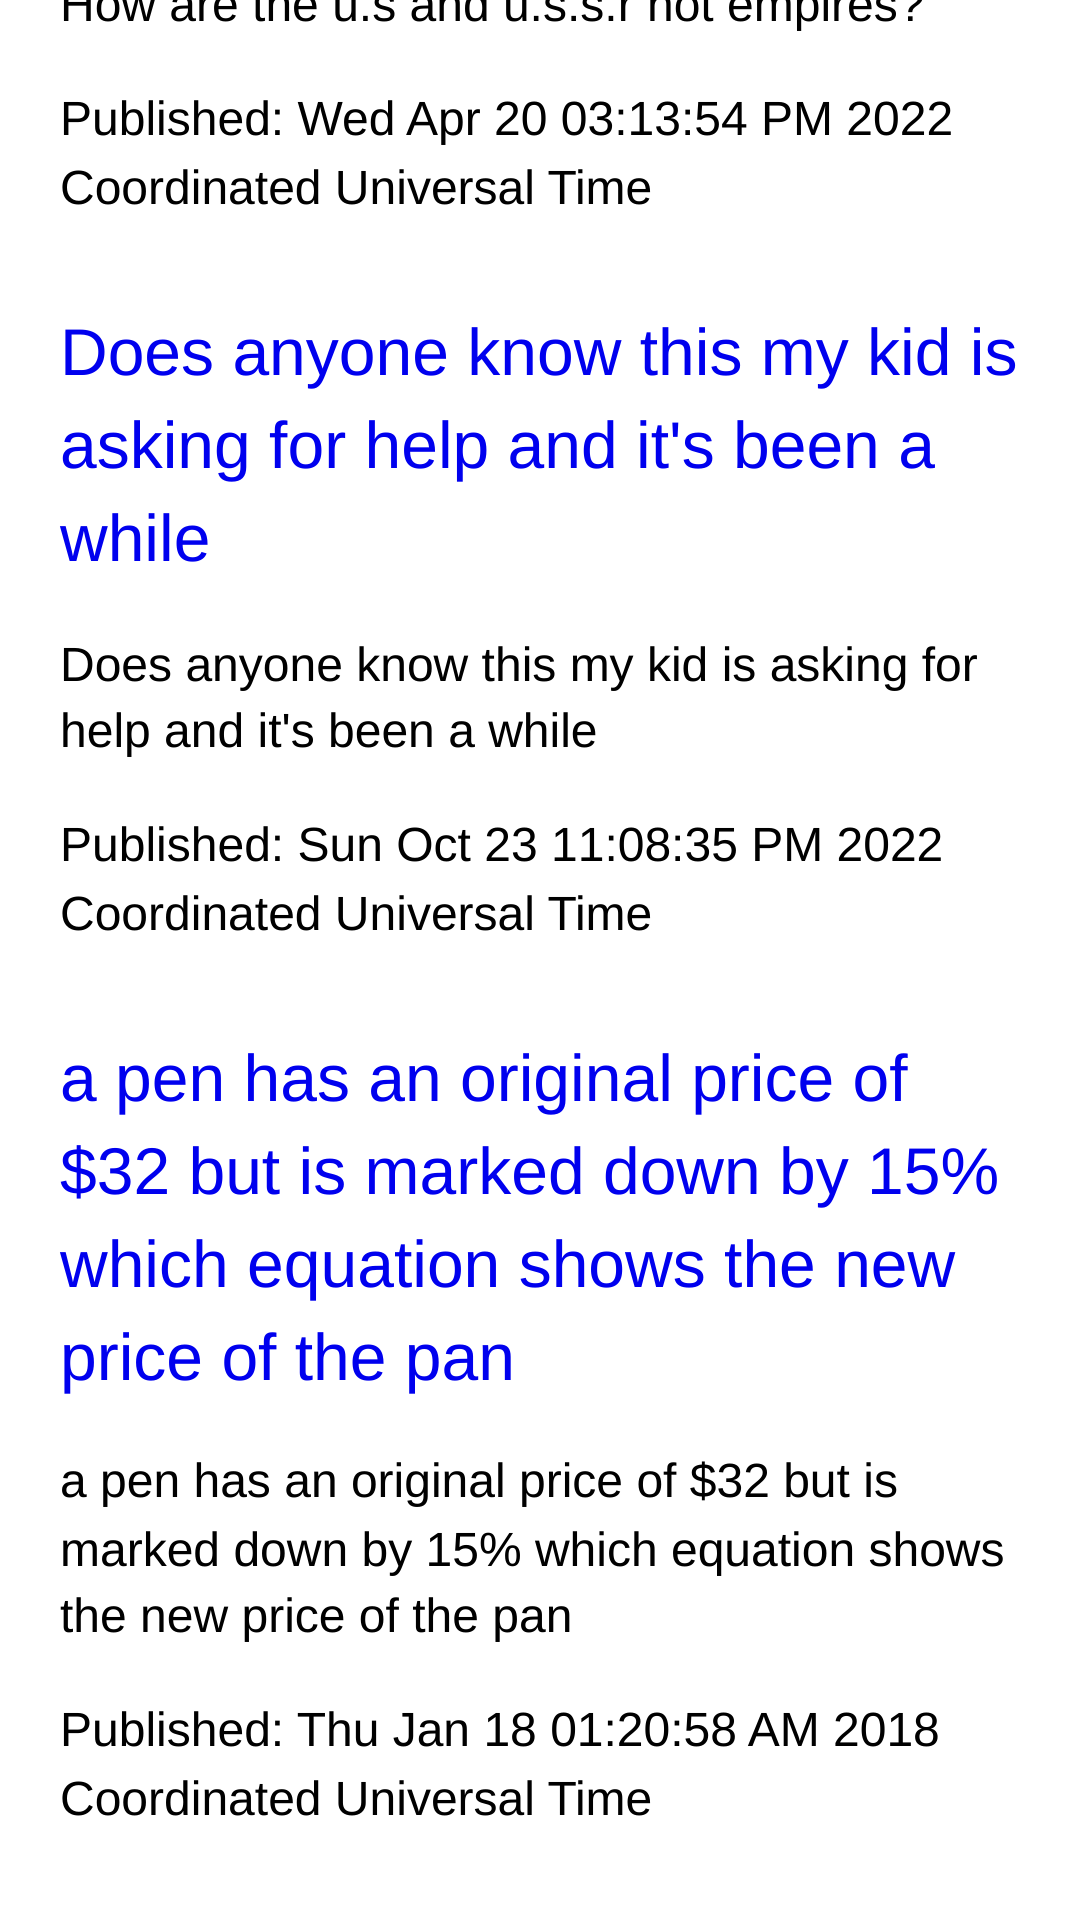 How are the u.s and u.s.s.r not empires?
Published: Wed Apr 20 03:13:54 PM 2022
Coordinated Universal Time
Does anyone know this my kid is
asking for help and it's been a
while
Does anyone know this my kid is asking for
help and it's been a while
Published: Sun Oct 23 11:08:35 PM 2022
Coordinated Universal Time
a pen has an original price of
$32 but is marked down by 15%
which equation shows the new
price of the pan
a pen has an original price of $32 but is
marked down by 15% which equation shows
the new price of the pan
Published: Thu Jan 18 01:20:58 AM 2018
Coordinated Universal Time